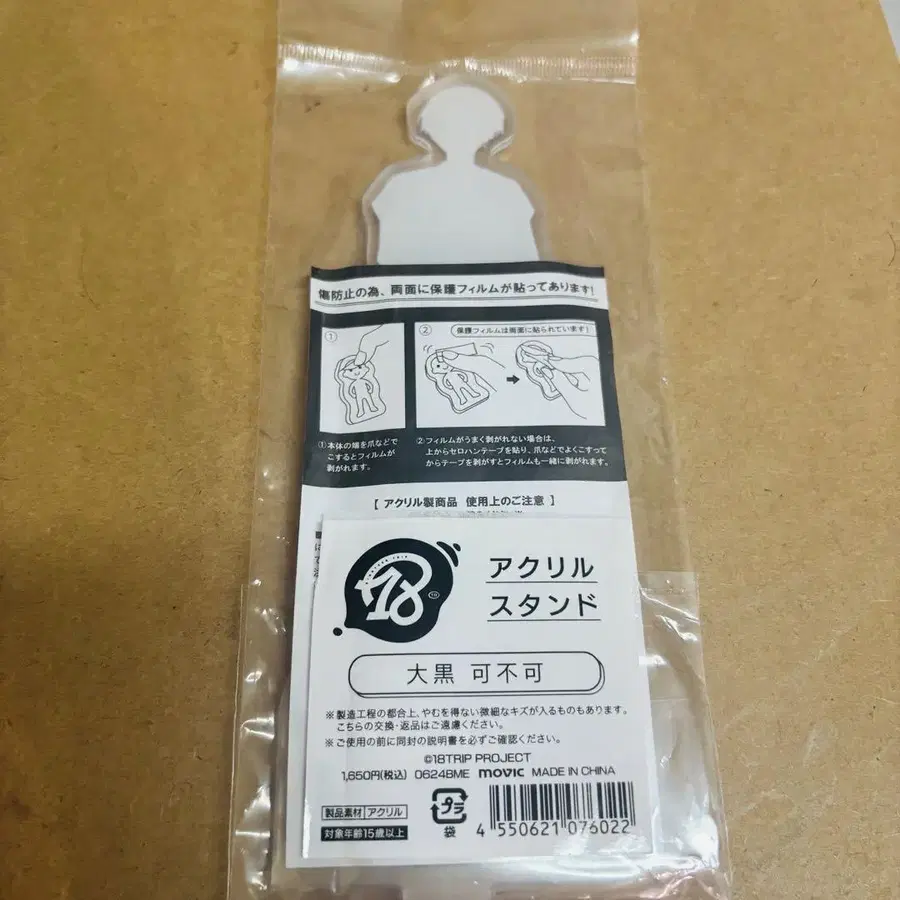 傷防止の為、両面に保護フィルムが貼ってあります!
①
②
保護フィルムは両面に貼られています!
①本体の端を爪などで
こするとフィルムが
剥がれます。
②フィルムがうまく剥がれない場合は、
上からセロハンテープを貼り、爪などでよくこすって
からテープを剥がすとフィルムも一緒に剥がれます。
【 アクリル製商品 使用上のご注意 】
18
アクリル
スタンド
大黒 可不可
※製造工程の都合上、やむを得ない微細なキズが入るものもあります。
こちらの交換・返品はご遠慮ください。
※ご使用の前に同封の説明書を必ずご確認ください。
©18TRIP PROJECT
1,650円(税込) 0624BME movic MADE IN CHINA
製品素材 アクリル
対象年齢15歳以上
プラ
袋
4 550621 076022